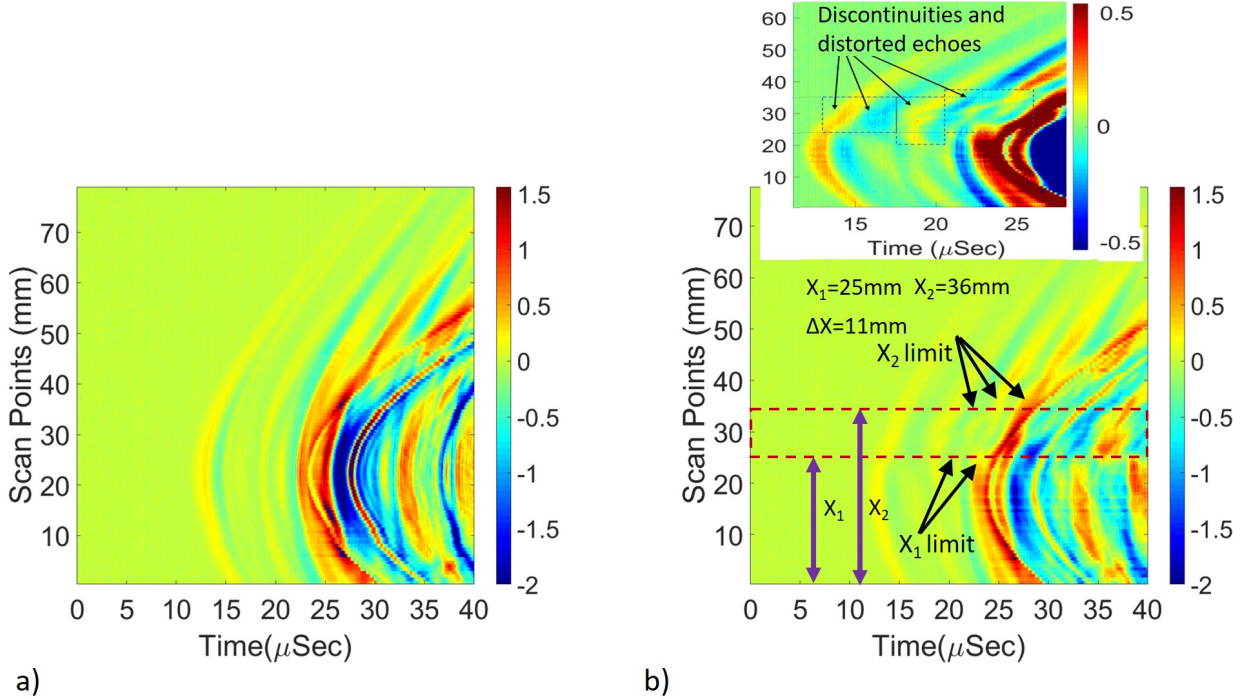 Scan Points (mm)
70
60
50
40
30
20
10
0 5 10 15 20 25 30 35 40
Time(μSec)
1.5
1
0.5
0
-0.5
-1
-1.5
-2
a)
Discontinuities and
distorted echoes
60
50
40
30
20
10
15 20 25
Time (μSec)
0.5
0
-0.5
X₁=25mm X₂=36mm
ΔX=11mm
X₂ limit
X₁
X₂
X₁ limit
Scan Points (mm)
70
60
50
40
30
20
10
0 5 10 15 20 25 30 35 40
Time(μSec)
1.5
1
0.5
0
-0.5
-1
-1.5
-2
b)